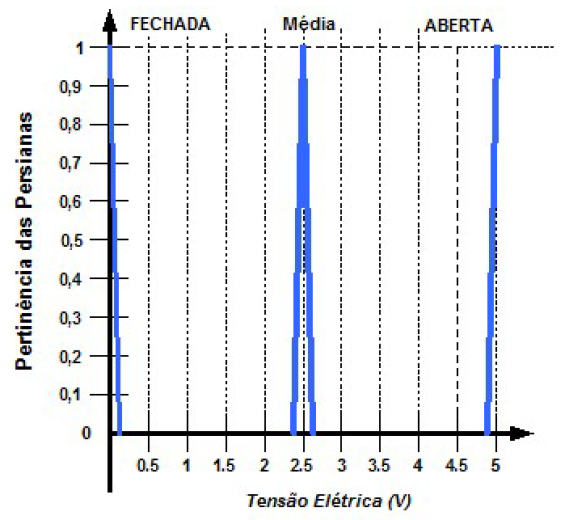 FECHADA Média ABERTA
Pertinência das Persianas
1
0,9
0,8
0,7
0,6
0,5
0,4
0,3
0,2
0,1
0
0.5 1 1.5 2 2.5 3 3.5 4 4.5 5
Tensão Elétrica (V)